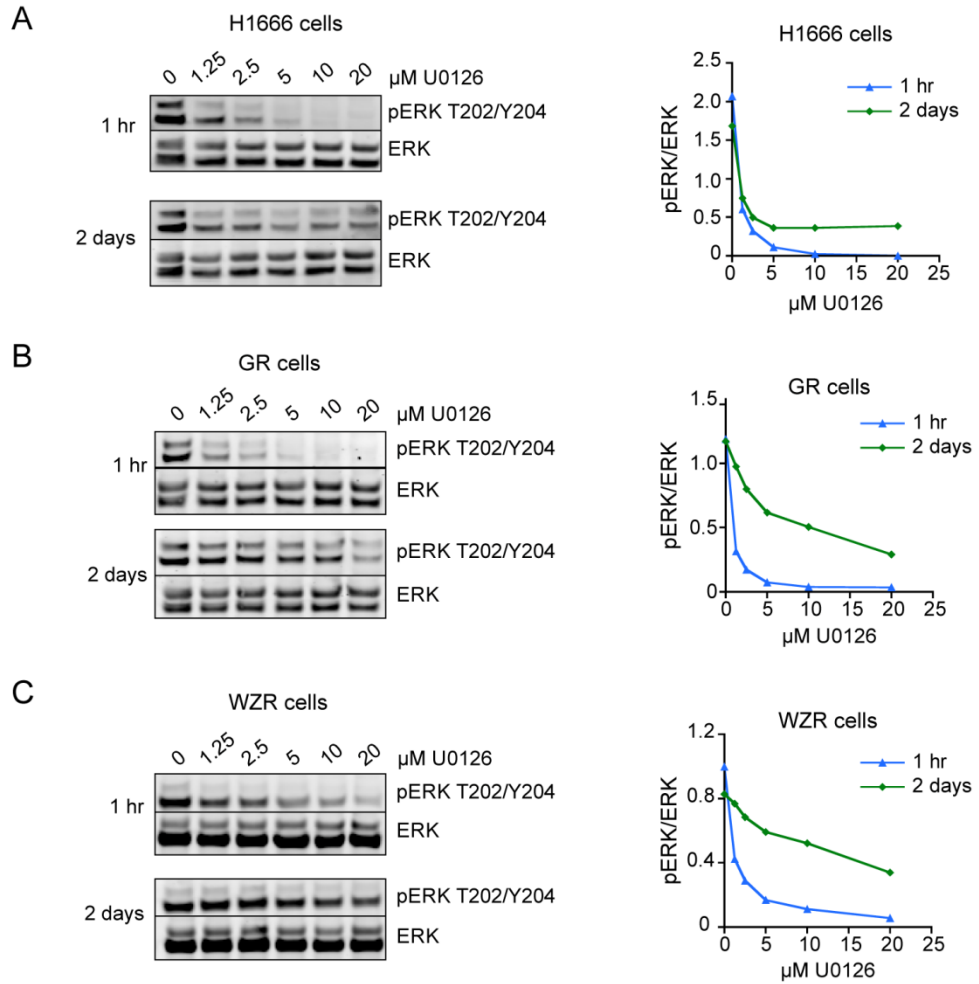 A
H1666 cells
0 1.25 2.5 5 10 20 µM U0126
1 hr
pERK T202/Y204
ERK
2 days
pERK T202/Y204
ERK
H1666 cells
1 hr
2 days
pERK/ERK
2.5
2.0
1.5
1.0
0.5
0
0 5 10 15 20 25
µM U0126
B
GR cells
0 1.25 2.5 5 10 20 µM U0126
1 hr
pERK T202/Y204
ERK
2 days
pERK T202/Y204
ERK
GR cells
1 hr
2 days
pERK/ERK
1.5
1.0
0.5
0
0 5 10 15 20 25
µM U0126
C
WZR cells
0 1.25 2.5 5 10 20 µM U0126
1 hr
pERK T202/Y204
ERK
2 days
pERK T202/Y204
ERK
WZR cells
1 hr
2 days
pERK/ERK
1.2
0.8
0.4
0
0 5 10 15 20 25
µM U0126